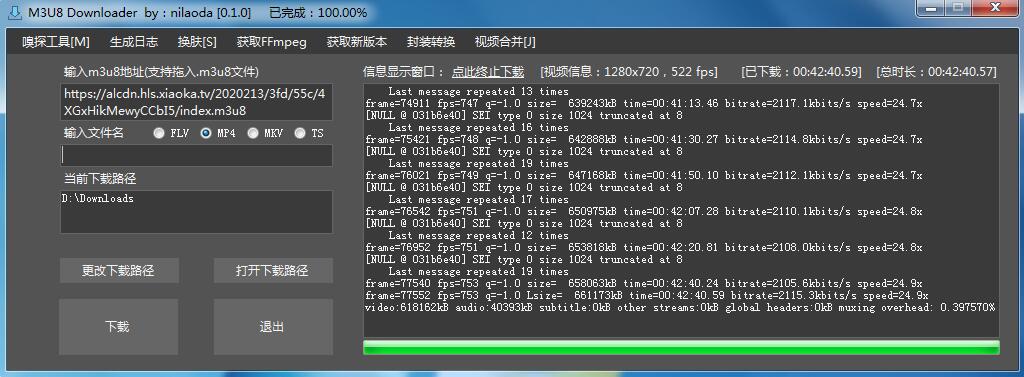 M3U8 Downloader by：nilaoda [0.1.0] 已完成：100.00%
嗅探工具[M] 生成日志 换肤[S] 获取FFmpeg 获取新版本 封装转换 视频合并[J]
输入m3u8地址(支持拖入.m3u8文件)
https://alcdn.hls.xiaoka.tv/2020213/3fd/55c/4
XGxHikMewyCCbI5/index.m3u8
输入文件名 FLV MP4 MKV TS
当前下载路径
D:\Downloads
更改下载路径 打开下载路径
下载 退出
信息显示窗口： 点此终止下载 [视频信息：1280x720，522 fps] [已下载：00:42:40.59] [总时长：00:42:40.57]
Last message repeated 13 times
frame=74911 fps=747 q=-1.0 size= 639243kB time=00:41:13.46 bitrate=2117.1kbits/s speed=24.7x
[NULL @ 031b6e40] SEI type 0 size 1024 truncated at 8
Last message repeated 16 times
frame=75421 fps=748 q=-1.0 size= 642888kB time=00:41:30.27 bitrate=2114.8kbits/s speed=24.7x
[NULL @ 031b6e40] SEI type 0 size 1024 truncated at 8
Last message repeated 19 times
frame=76021 fps=749 q=-1.0 size= 647168kB time=00:41:50.10 bitrate=2112.1kbits/s speed=24.7x
[NULL @ 031b6e40] SEI type 0 size 1024 truncated at 8
Last message repeated 17 times
frame=76542 fps=751 q=-1.0 size= 650975kB time=00:42:07.28 bitrate=2110.1kbits/s speed=24.8x
[NULL @ 031b6e40] SEI type 0 size 1024 truncated at 8
Last message repeated 12 times
frame=76952 fps=751 q=-1.0 size= 653818kB time=00:42:20.81 bitrate=2108.0kbits/s speed=24.8x
[NULL @ 031b6e40] SEI type 0 size 1024 truncated at 8
Last message repeated 19 times
frame=77540 fps=753 q=-1.0 size= 658063kB time=00:42:40.24 bitrate=2105.6kbits/s speed=24.9x
frame=77552 fps=753 q=-1.0 Lsize= 661173kB time=00:42:40.59 bitrate=2115.3kbits/s speed=24.9x
video:618162kB audio:40393kB subtitle:0kB other streams:0kB global headers:0kB muxing overhead: 0.397570%